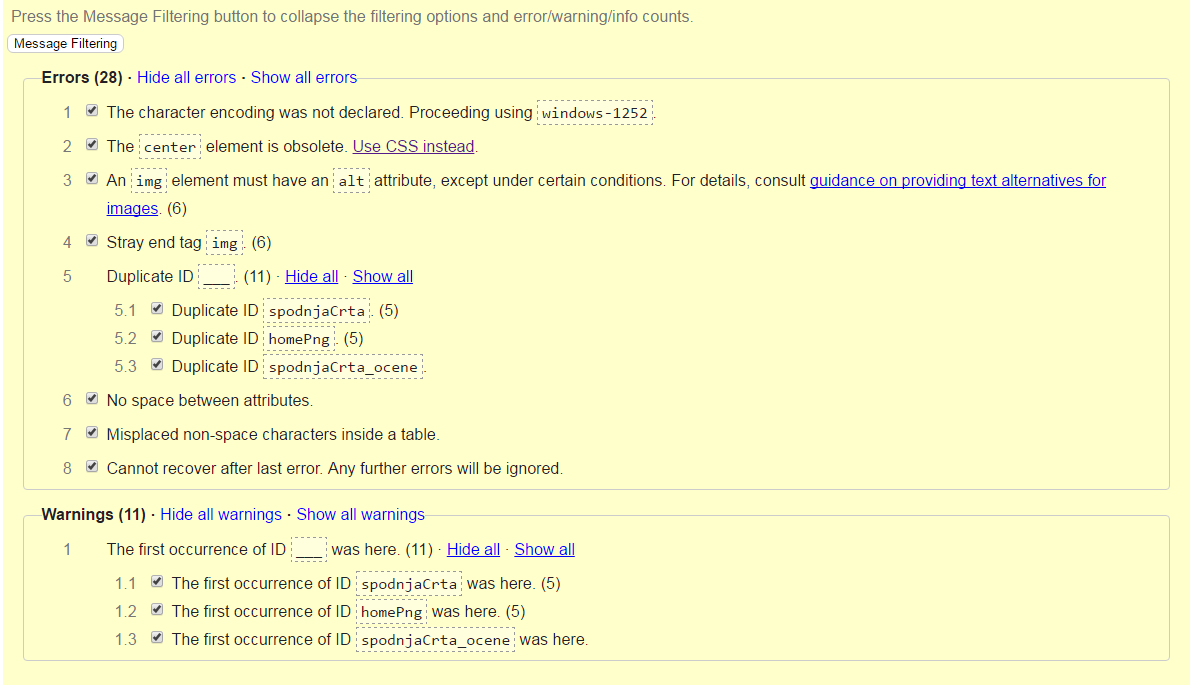 Press the Message Filtering button to collapse the filtering options and error/warning/info counts.
Message Filtering
Errors (28) · Hide all errors · Show all errors
1 The character encoding was not declared. Proceeding using windows-1252.
2 The center element is obsolete. Use CSS instead.
3 An img element must have an alt attribute, except under certain conditions. For details, consult guidance on providing text alternatives for
images. (6)
4 Stray end tag img. (6)
5 Duplicate ID ___. (11) · Hide all · Show all
5.1 Duplicate ID spodnjaCrta. (5)
5.2 Duplicate ID homePng. (5)
5.3 Duplicate ID spodnjaCrta_ocene.
6 No space between attributes.
7 Misplaced non-space characters inside a table.
8 Cannot recover after last error. Any further errors will be ignored.
Warnings (11) · Hide all warnings · Show all warnings
1 The first occurrence of ID ___ was here. (11) · Hide all · Show all
1.1 The first occurrence of ID spodnjaCrta was here. (5)
1.2 The first occurrence of ID homePng was here. (5)
1.3 The first occurrence of ID spodnjaCrta_ocene was here.